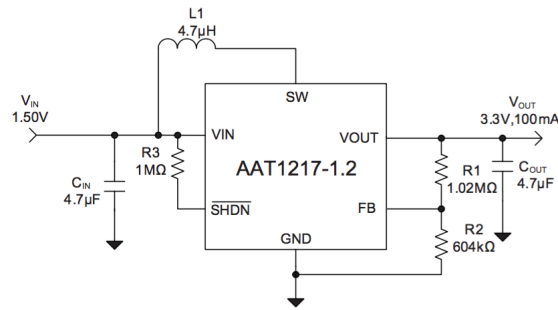 L1
4.7µH
VIN
1.50V
SW
VOUT
3.3V,100mA
VIN
VOUT
R3
1MΩ
AAT1217-1.2
R1
1.02MΩ
COUT
4.7µF
CIN
4.7µF
SHDN
FB
GND
R2
604kΩ